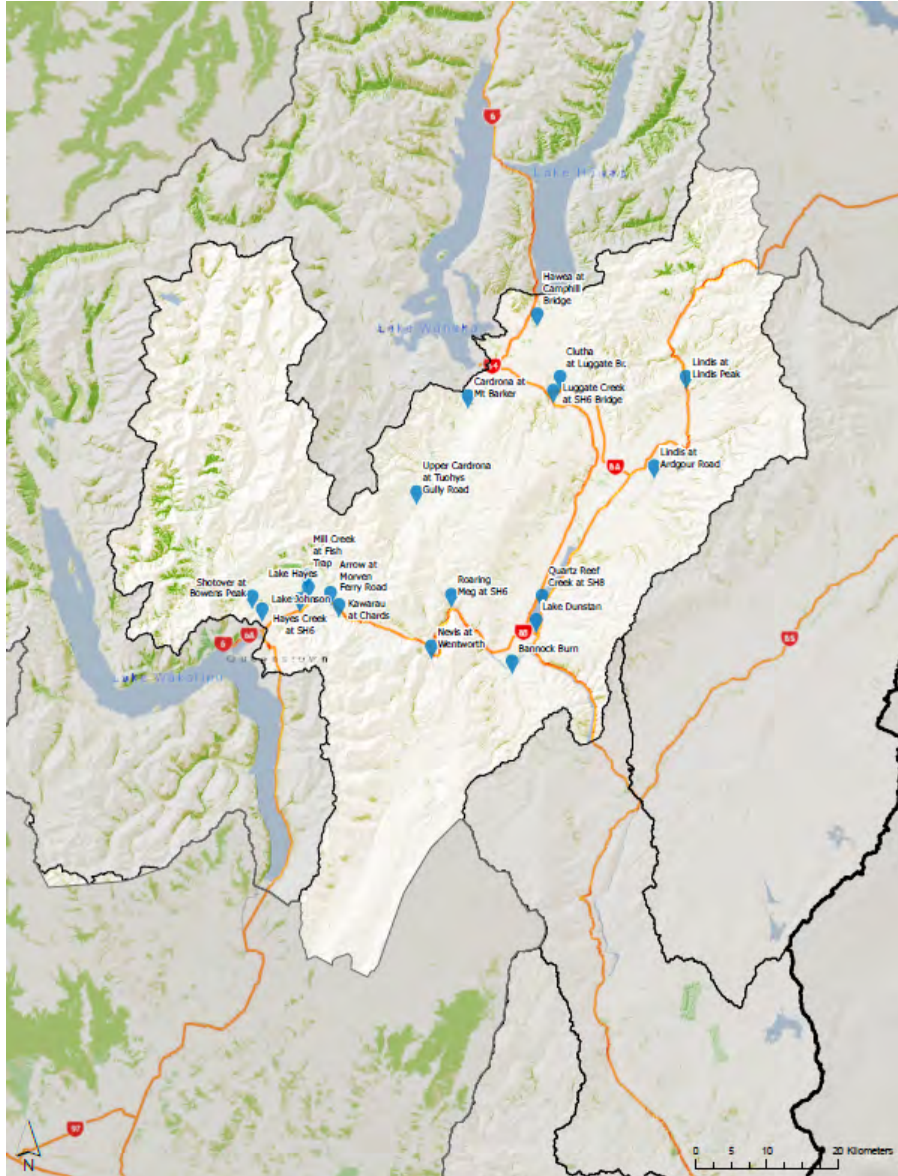 6
Lake Hawea
Hawea at
Camphill
Bridge
Lake Wanaka
Clutha
at Luggate Br.
Lindis at
Lindis Peak
Cardrona at
Mt Barker
Luggate Creek
at SH6 Bridge
8A
Lindis at
Ardgour Road
Upper Cardrona
at Tuohys
Gully Road
Mill Creek
at Fish
Trap
Lake Hayes
Arrow at
Morven
Ferry Road
Shotover at
Bowens Peak
Lake Johnson
Hayes Creek
at SH6
Kawarau
at Chards
Roaring
Meg at SH6
Quartz Reef
Creek at SH8
Lake Dunstan
Nevis at
Wentworth
Bannock Burn
6
6A
Queenstown
Lake Wakatipu
85
97
N
0 5 10 20 Kilometers